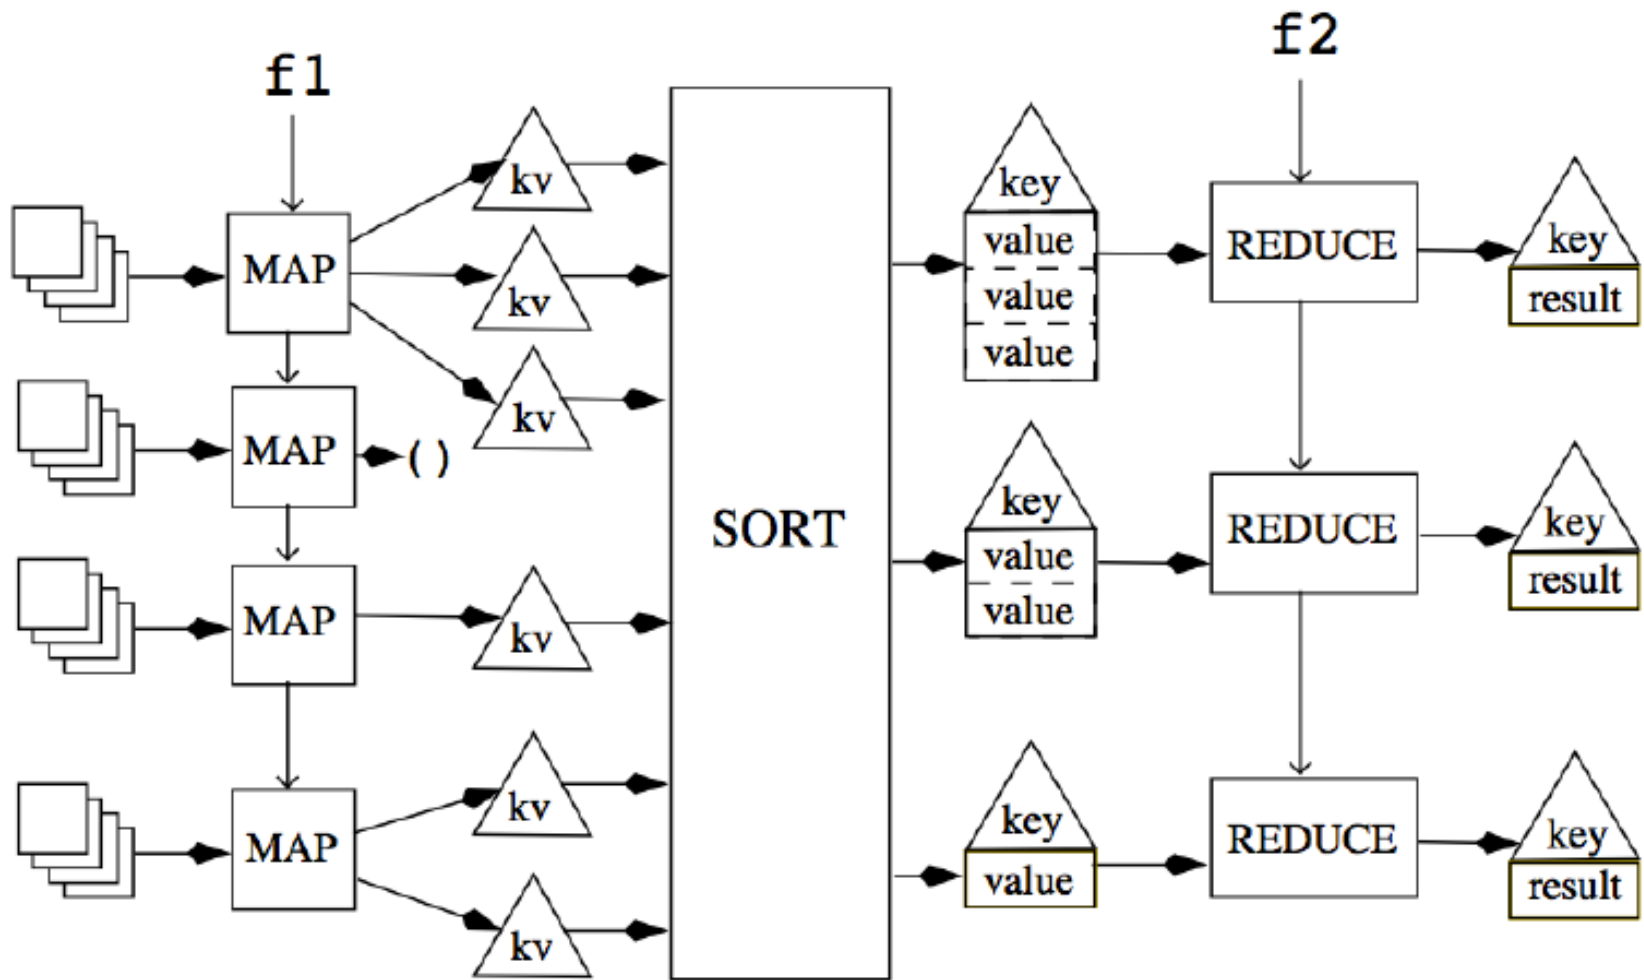 f1
f2
MAP
MAP
()
MAP
MAP
kv
kv
kv
kv
kv
kv
SORT
key
value
value
value
key
value
value
key
value
REDUCE
REDUCE
REDUCE
key
result
key
result
key
result